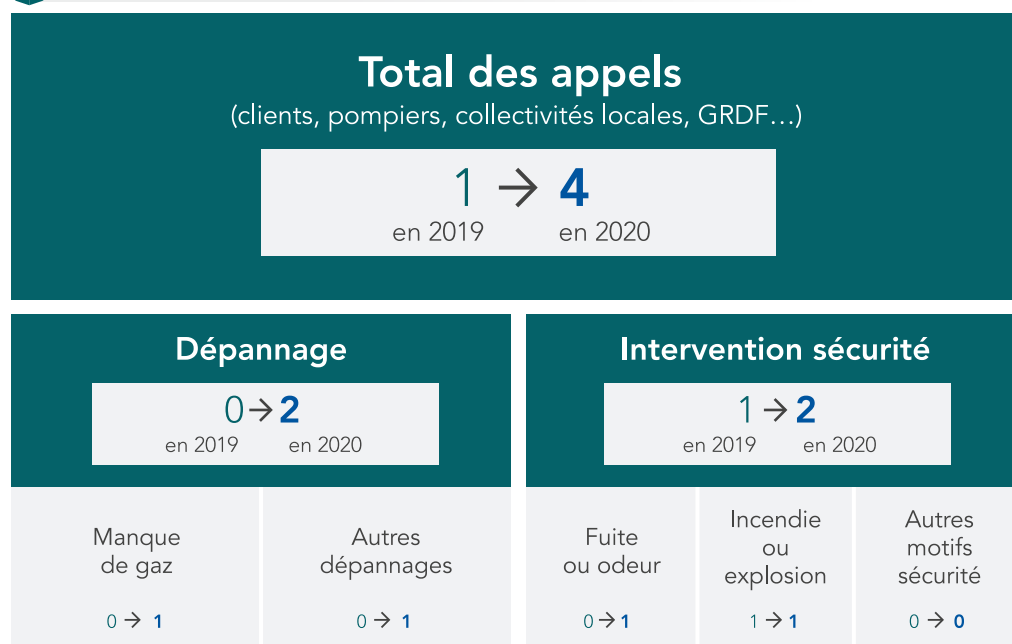 Total des appels
(clients, pompiers, collectivités locales, GRDF…)
1 → 4
en 2019 en 2020
Dépannage
0 → 2
en 2019 en 2020
Manque
de gaz
0 → 1
Autres
dépannages
0 → 1
Intervention sécurité
1 → 2
en 2019 en 2020
Fuite
ou odeur
0 → 1
Incendie
ou
explosion
1 → 1
Autres
motifs
sécurité
0 → 0